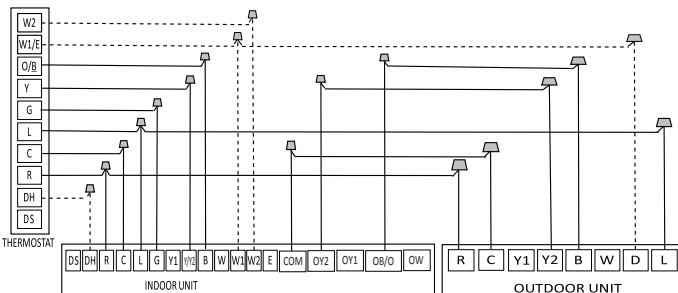 W2
W1/E
O/B
Y
G
L
C
R
DH
DS
THERMOSTAT
DS DH R C L G Y1 Y/Y2 B W W1 W2 E COM OY2 OY1 OB/O OW
INDOOR UNIT
R C Y1 Y2 B W D L
OUTDOOR UNIT